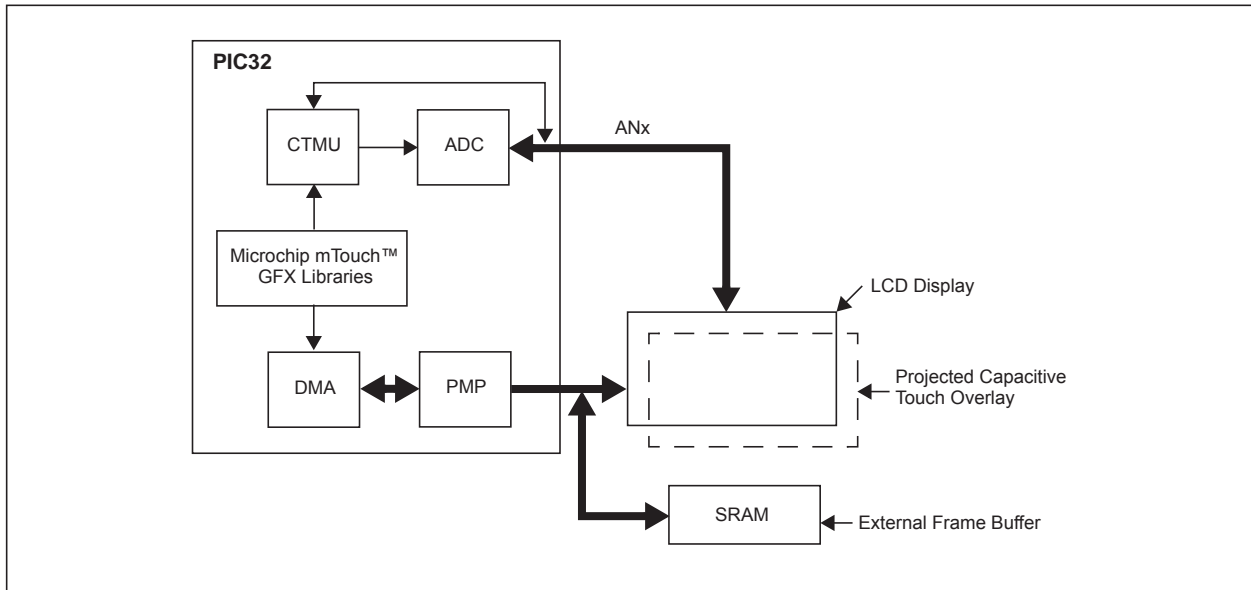 PIC32
CTMU
ADC
ANx
Microchip mTouch™
GFX Libraries
LCD Display
DMA
PMP
Projected Capacitive
Touch Overlay
SRAM
External Frame Buffer